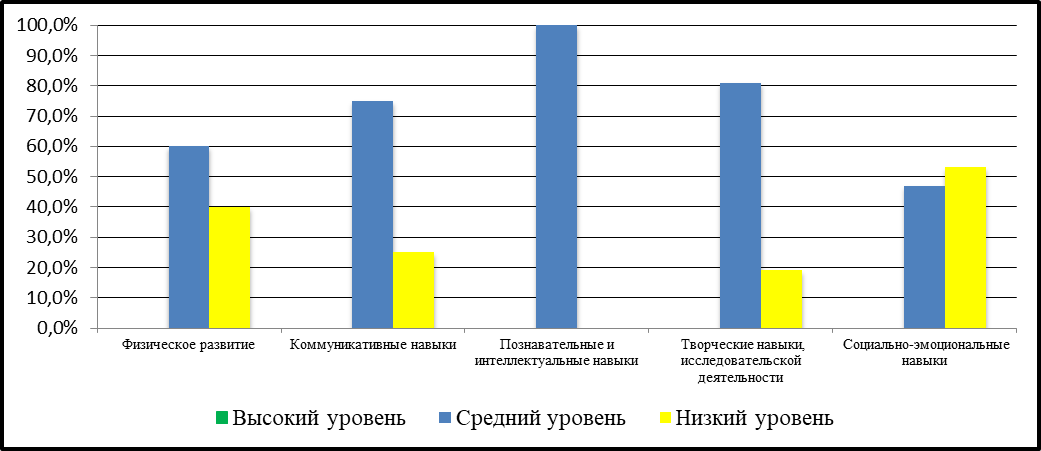 100,0%
90,0%
80,0%
70,0%
60,0%
50,0%
40,0%
30,0%
20,0%
10,0%
0,0%
Физическое развитие
Коммуникативные навыки
Познавательные и
интеллектуальные навыки
Творческие навыки,
исследовательской
деятельности
Социально-эмоциональные
навыки
Высокий уровень
Средний уровень
Низкий уровень